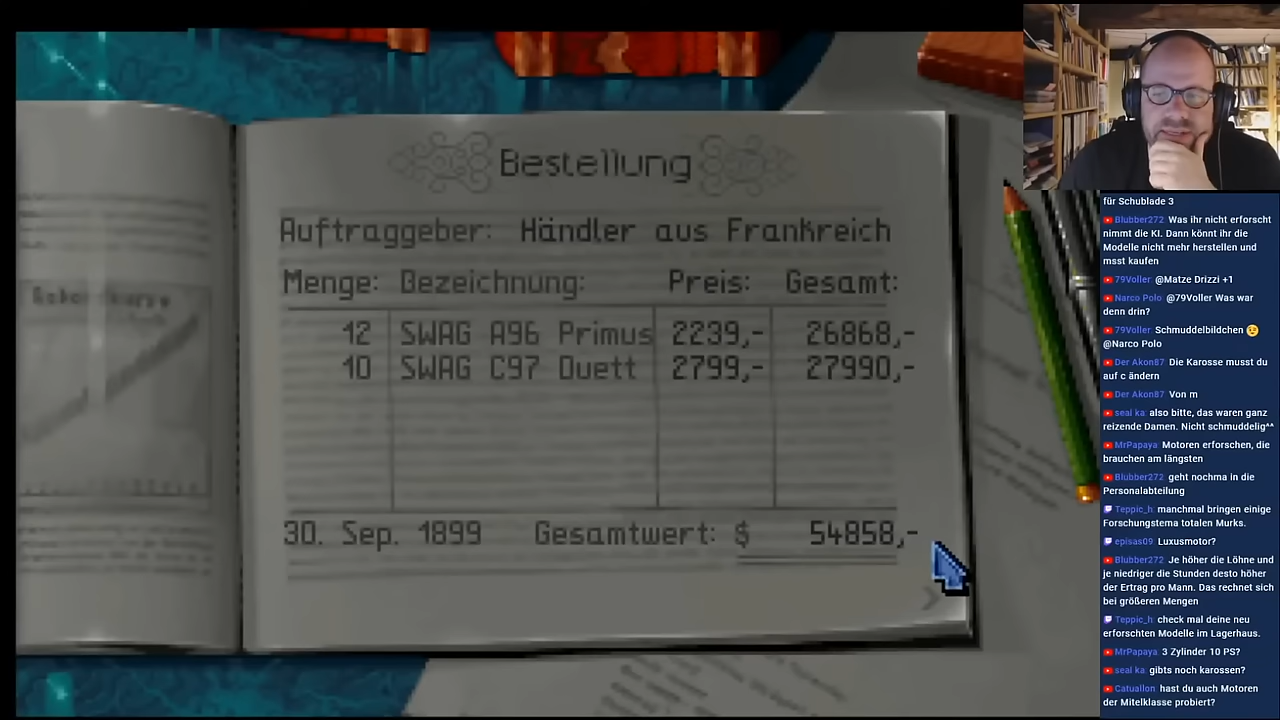 Bestellung
Auftraggeber: Händler aus Frankreich
Menge: Bezeichnung: Preis: Gesamt:
12 SWAG A96 Primus 2239,- 26868,-
10 SWAG C97 Duett 2799,- 27990,-
30. Sep. 1899 Gesamtwert: $ 54858,-
für Schublade 3
Blubber272 Was ihr nicht erforscht
nimmt die KI. Dann könnt ihr die
Modelle nicht mehr herstellen und
msst kaufen
79Voller @Matze Drizzi +1
Narco Polo @79Voller Was war
denn drin?
79Voller Schmuddelbildchen 😉
@Narco Polo
Der Akon87 Die Karosse musst du
auf c ändern
Der Akon87 Von m
seal ka also bitte, das waren ganz
reizende Damen. Nicht schmuddelig^^
MrPapaya Motoren erforschen, die
brauchen am längsten
Blubber272 geht nochma in die
Personalabteilung
Teppic_h: manchmal bringen einige
Forschungstema totalen Murks.
episas09: Luxusmotor?
Blubber272 Je höher die Löhne und
je niedriger die Stunden desto höher
der Ertrag pro Mann. Das rechnet sich
bei größeren Mengen
Teppic_h: check mal deine neu
erforschten Modelle im Lagerhaus.
MrPapaya 3 Zylinder 10 PS?
seal ka gibts noch karossen?
Catuallon hast du auch Motoren
der Mitelklasse probiert?